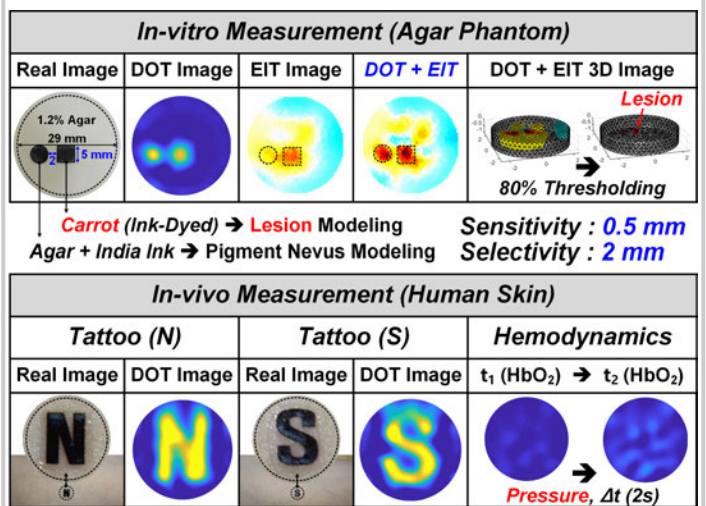 In-vitro Measurement (Agar Phantom)
Real Image DOT Image EIT Image DOT + EIT DOT + EIT 3D Image
1.2% Agar
29 mm
5 mm
2
Lesion
80% Thresholding
Carrot (Ink-Dyed) ➔ Lesion Modeling
Agar + India Ink ➔ Pigment Nevus Modeling
Sensitivity : 0.5 mm
Selectivity : 2 mm
In-vivo Measurement (Human Skin)
Tattoo (N) Tattoo (S) Hemodynamics
Real Image DOT Image Real Image DOT Image t₁ (HbO₂) ➔ t₂ (HbO₂)
N N S S
N S
Pressure, Δt (2s)